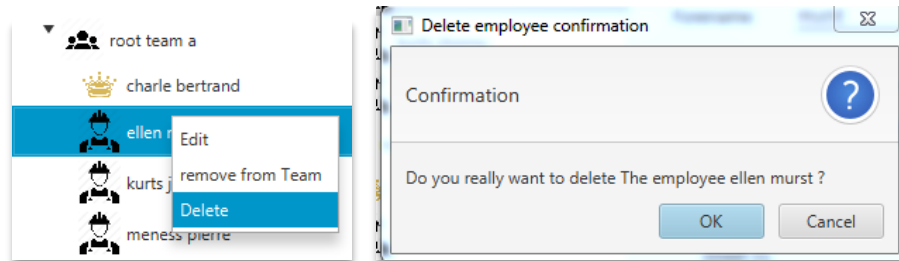 root team a
charle bertrand
ellen
Edit
remove from Team
kurts j
Delete
meness pierre
Delete employee confirmation
Confirmation
Do you really want to delete The employee ellen murst ?
OK
Cancel